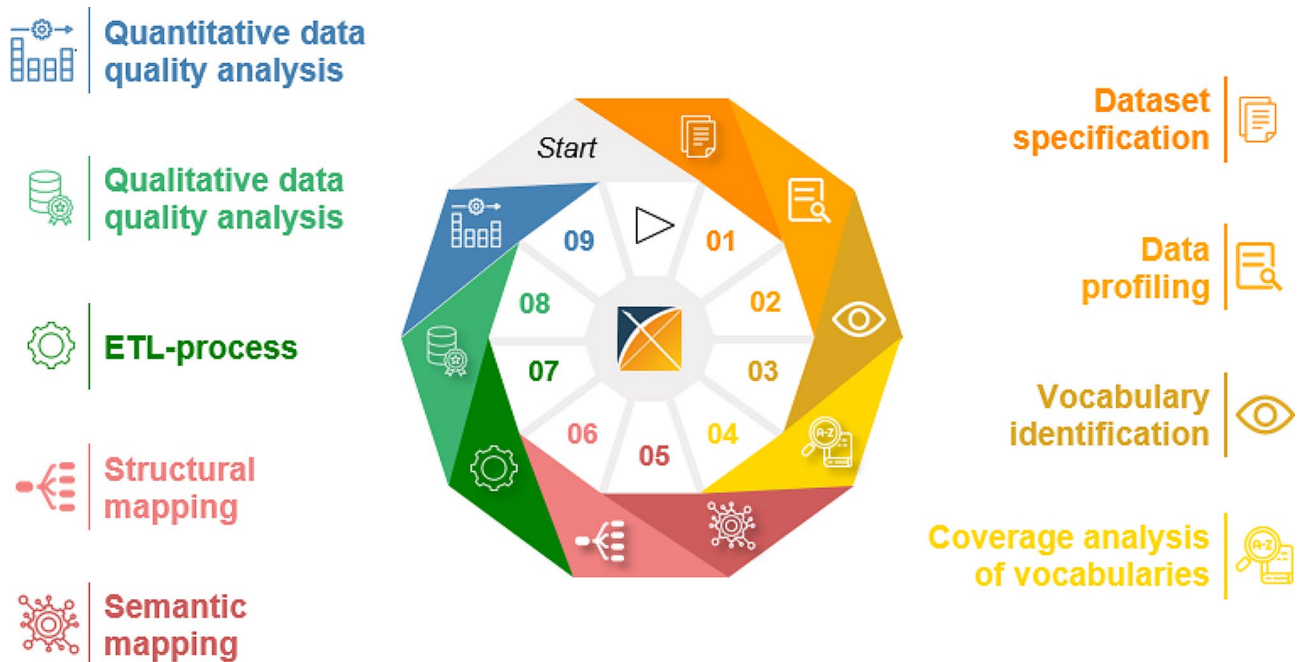 Quantitative data
quality analysis
Qualitative data
quality analysis
ETL-process
Structural
mapping
Semantic
mapping
Start
01
02
03
04
05
06
07
08
09
A-Z
Dataset
specification
Data
profiling
Vocabulary
identification
Coverage analysis
of vocabularies
A-Z